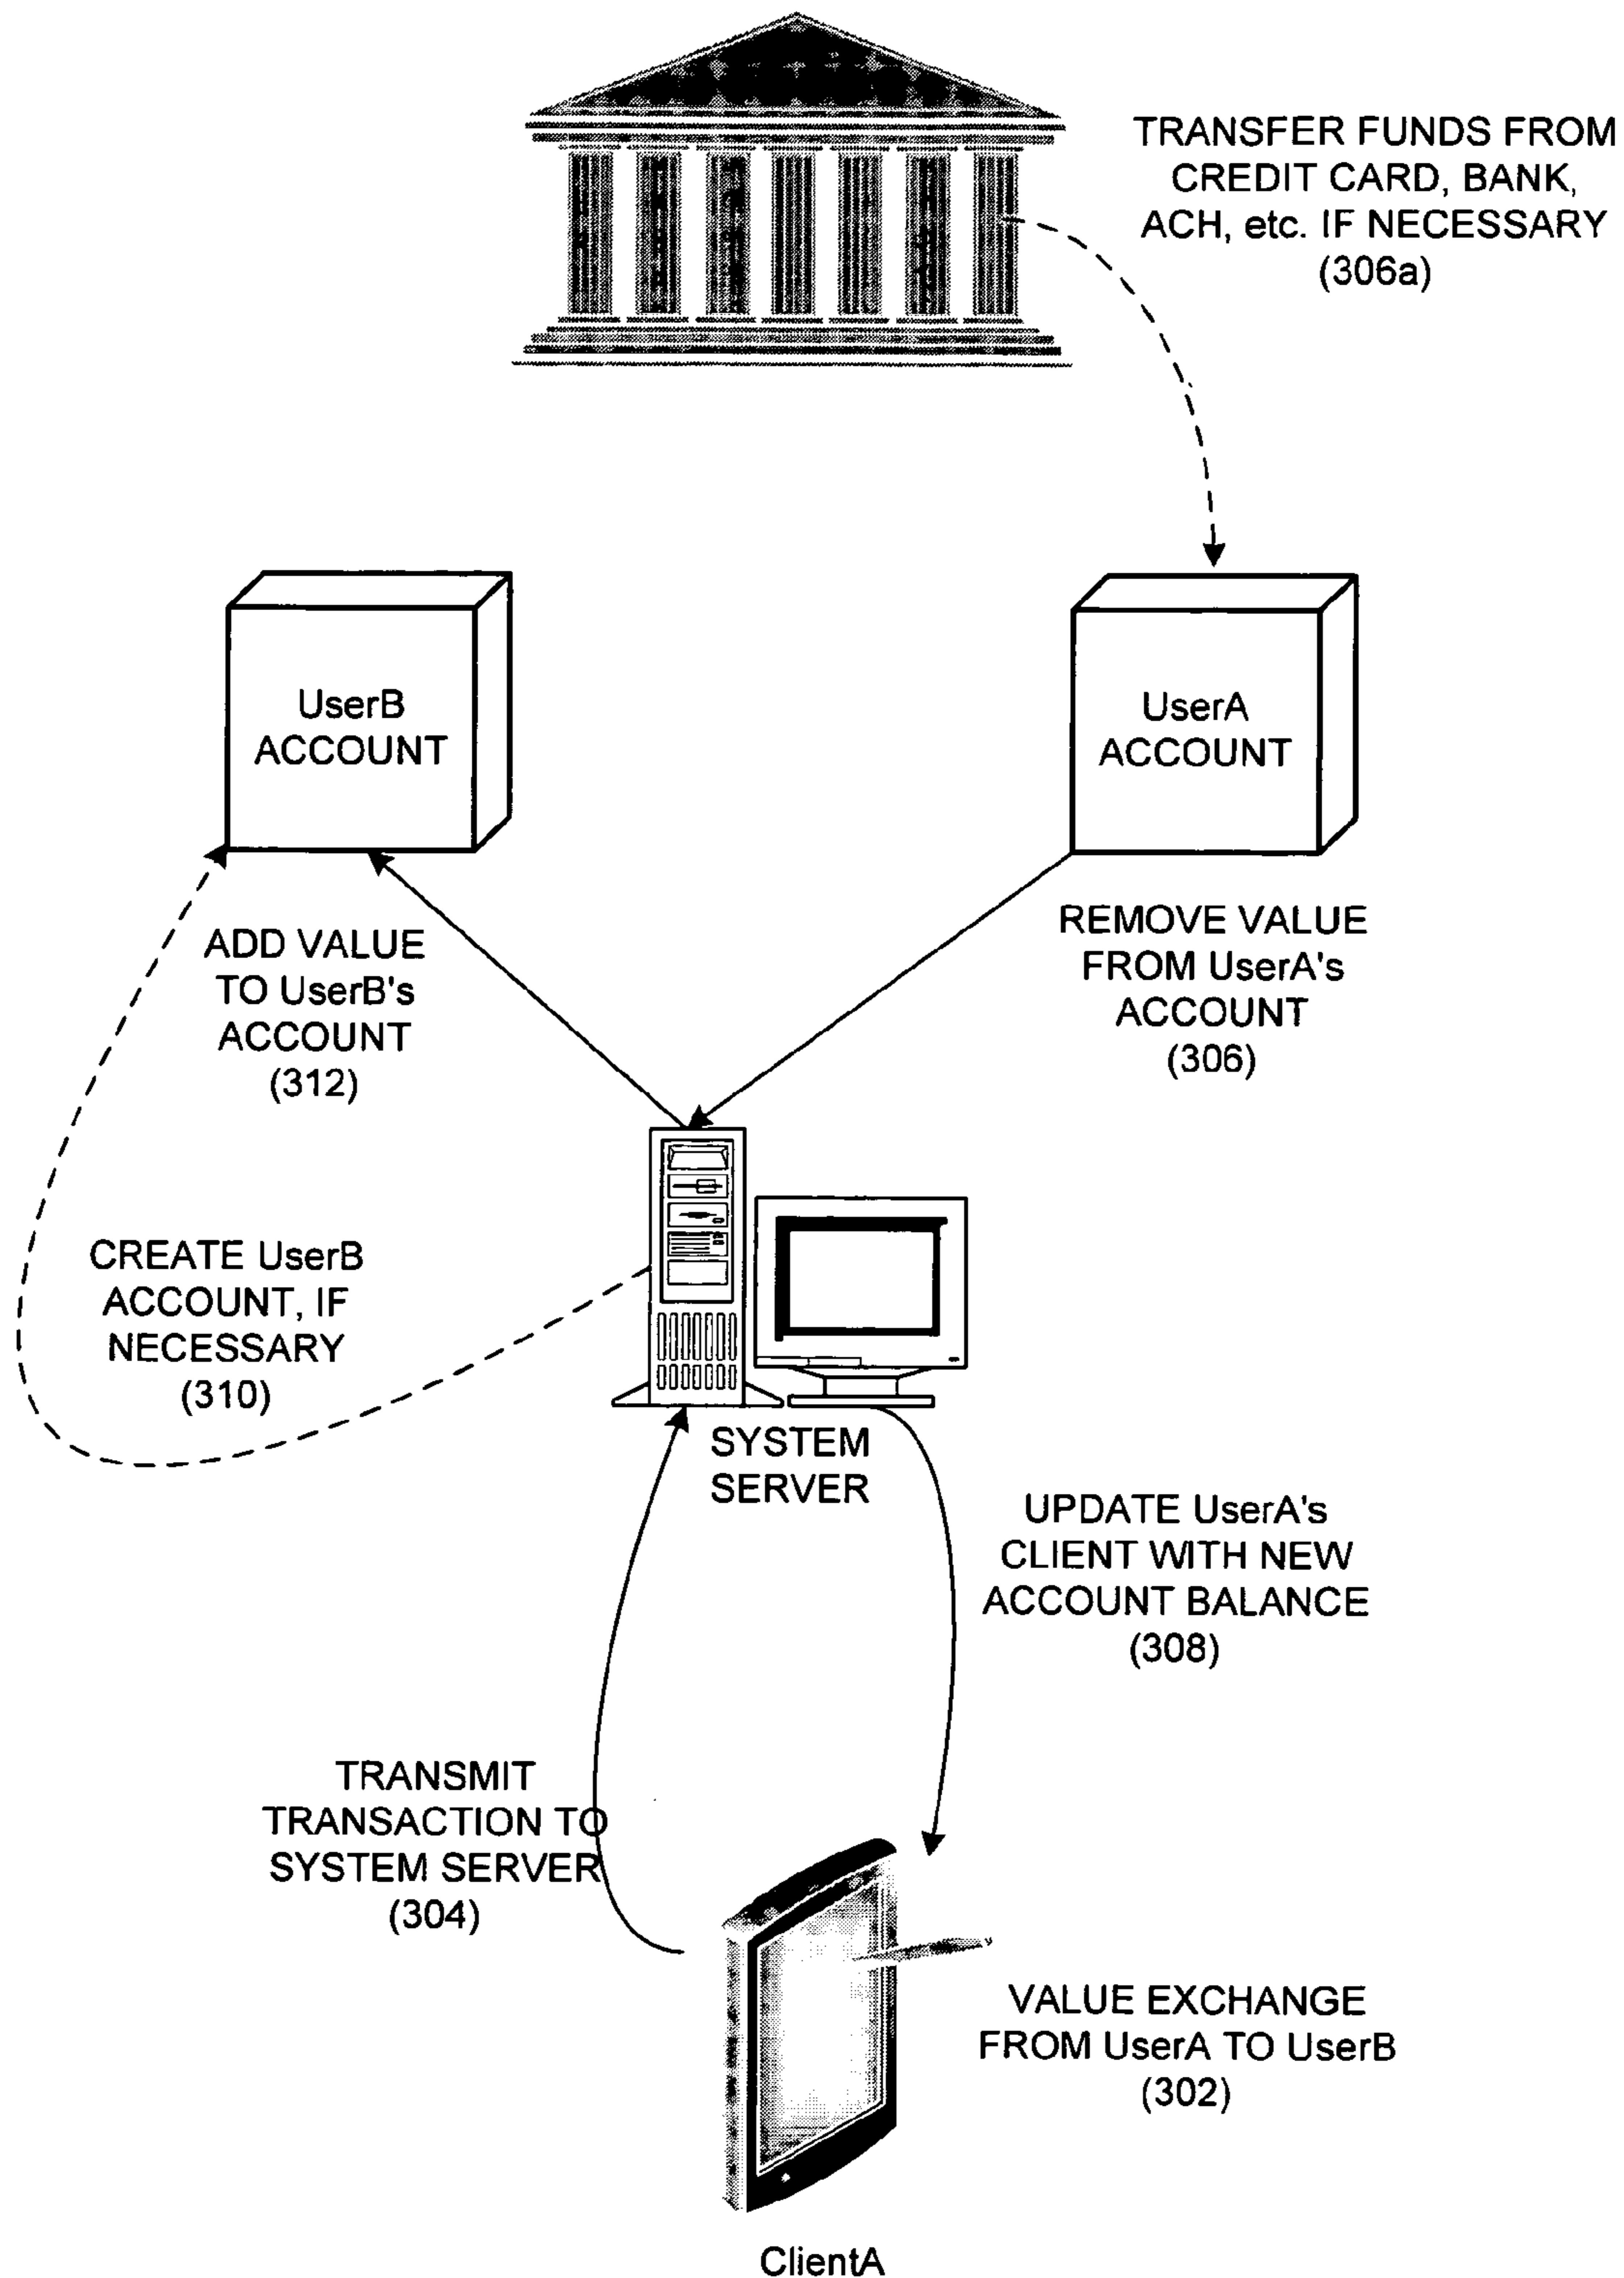 TRANSFER FUNDS FROM
CREDIT CARD, BANK,
ACH, etc. IF NECESSARY
(306a)
UserB
ACCOUNT
UserA
ACCOUNT
ADD VALUE
TO UserB's
ACCOUNT
(312)
REMOVE VALUE
FROM UserA's
ACCOUNT
(306)
CREATE UserB
ACCOUNT, IF
NECESSARY
(310)
SYSTEM
SERVER
UPDATE UserA's
CLIENT WITH NEW
ACCOUNT BALANCE
(308)
TRANSMIT
TRANSACTION TO
SYSTEM SERVER
(304)
VALUE EXCHANGE
FROM UserA TO UserB
(302)
ClientA